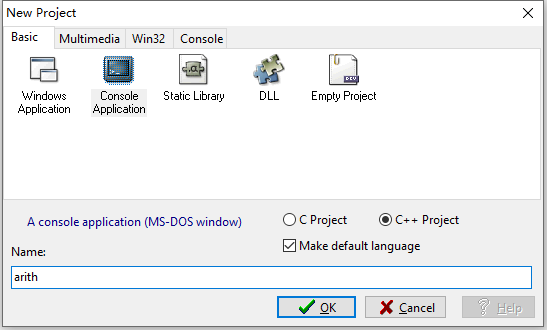 New Project
Basic Multimedia Win32 Console
Windows Application
Console Application
Static Library
DLL
Empty Project
A console application (MS-DOS window)
C Project
C++ Project
Make default language
Name:
arith
OK
Cancel
Help